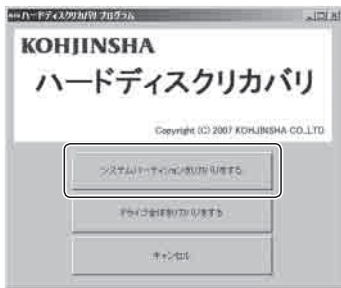 ハードディスクリカバリ プログラム
KOHJINSHA
ハードディスクリカバリ
Copyright (C) 2007 KOHJINSHA CO.,LTD
システムパーティションをリカバリをする
ドライブ全体をリカバリをする
キャンセル